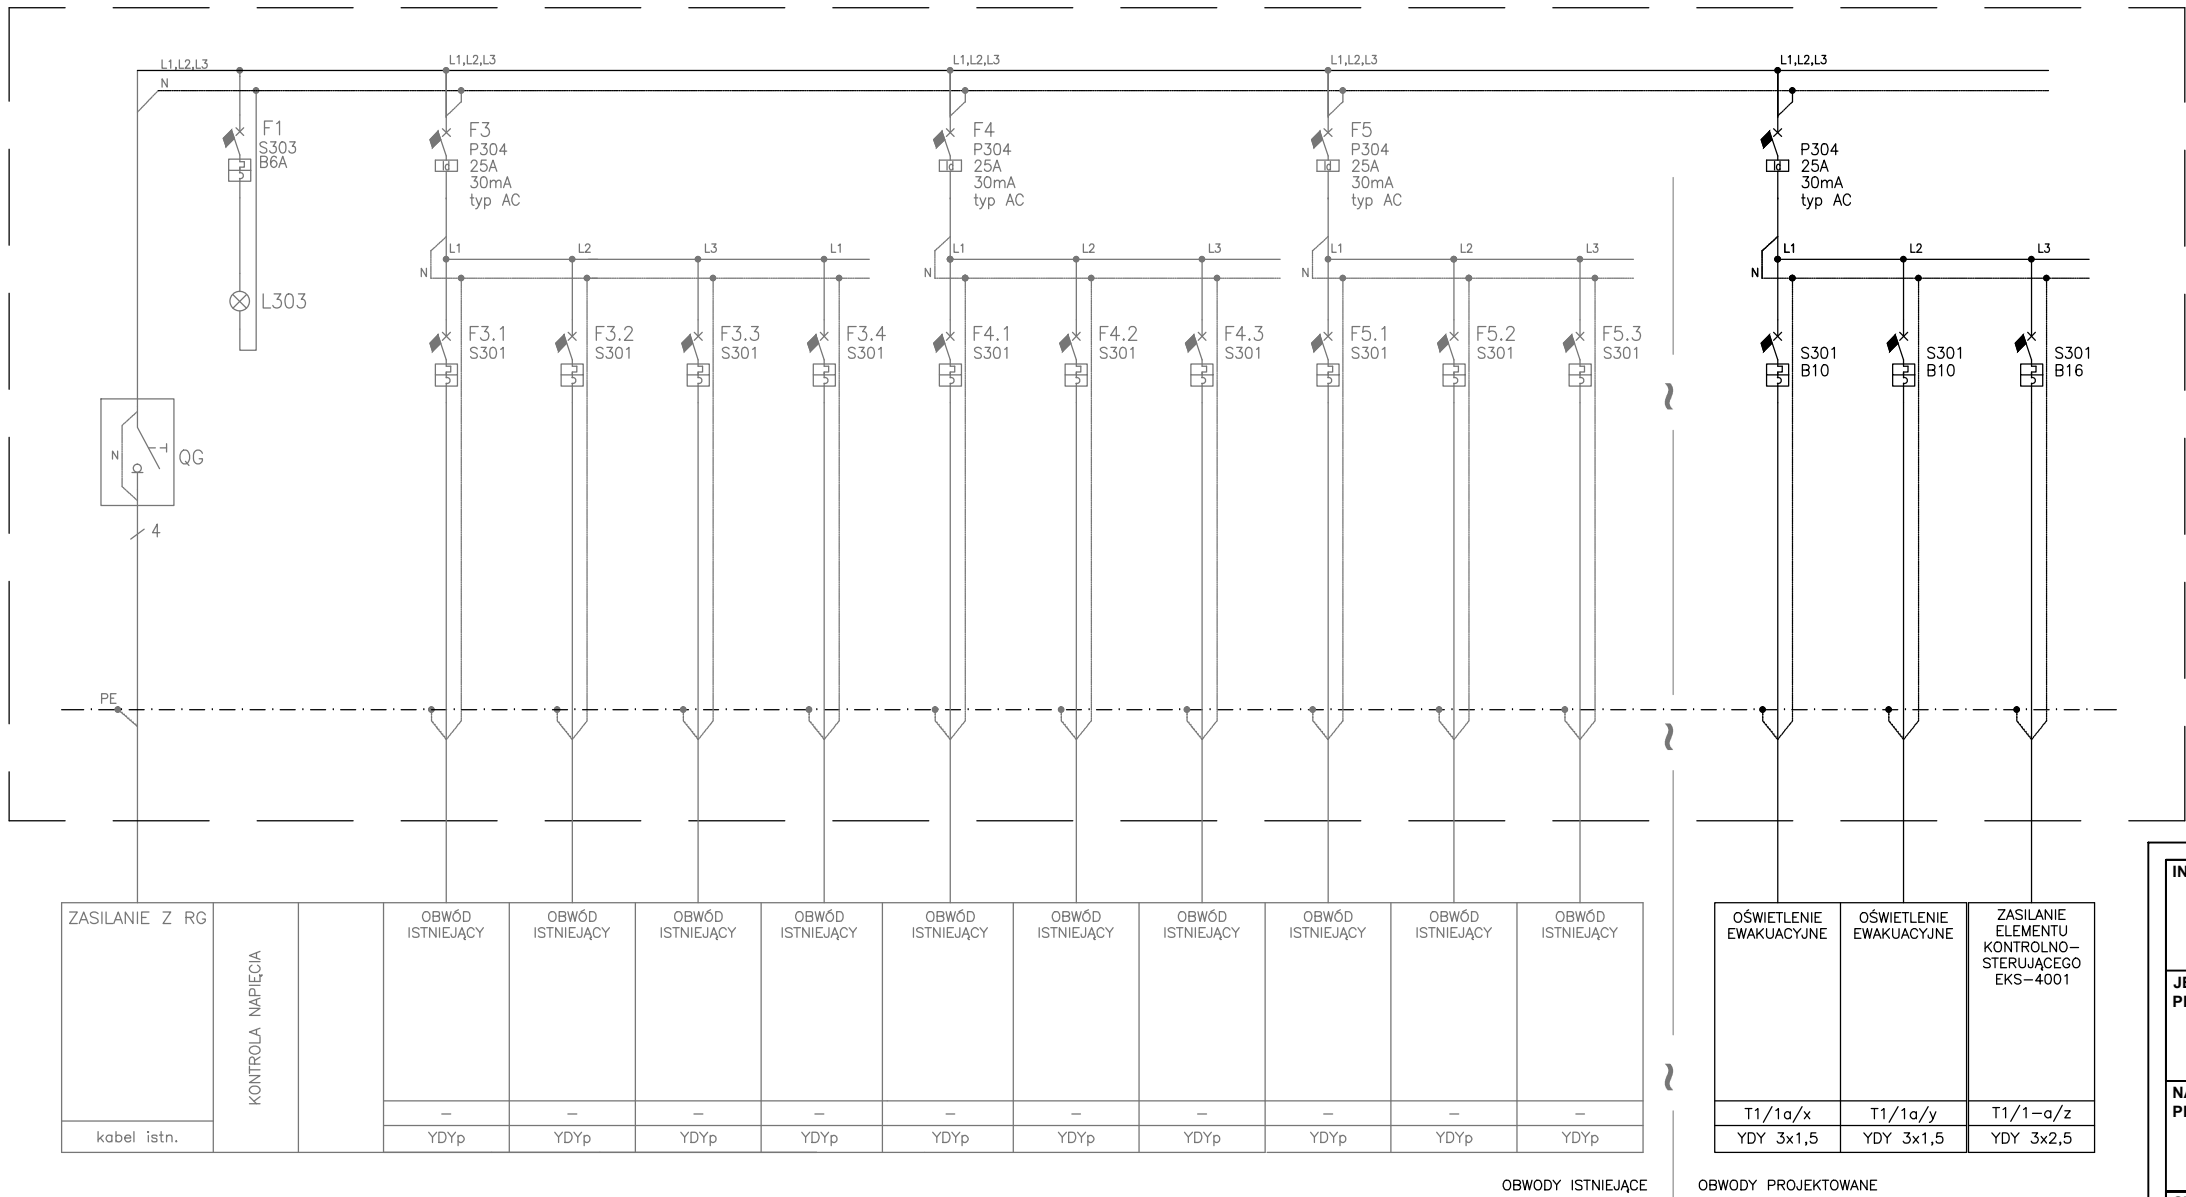 L1,L2,L3 L1,L2,L3 L1,L2,L3 L1,L2,L3 L1,L2,L3
N
F1
S303
B6A
F3
P304
25A
30mA
typ AC
F4
P304
25A
30mA
typ AC
F5
P304
25A
30mA
typ AC
P304
25A
30mA
typ AC
L1 L2 L3 L1 L1 L2 L3 L1 L2 L3 L1 L2 L3
N N N N
L303
F3.1
S301
F3.2
S301
F3.3
S301
F3.4
S301
F4.1
S301
F4.2
S301
F4.3
S301
F5.1
S301
F5.2
S301
F5.3
S301
S301
B10
S301
B10
S301
B16
N
QG
4
PE
ZASILANIE Z RG
kabel istn.
KONTROLA NAPIĘCIA
OBWÓD
ISTNIEJĄCY
–
YDYp
OBWÓD
ISTNIEJĄCY
–
YDYp
OBWÓD
ISTNIEJĄCY
–
YDYp
OBWÓD
ISTNIEJĄCY
–
YDYp
OBWÓD
ISTNIEJĄCY
–
YDYp
OBWÓD
ISTNIEJĄCY
–
YDYp
OBWÓD
ISTNIEJĄCY
–
YDYp
OBWÓD
ISTNIEJĄCY
–
YDYp
OBWÓD
ISTNIEJĄCY
–
YDYp
OBWÓD
ISTNIEJĄCY
–
YDYp
OŚWIETLENIE
EWAKUACYJNE
T1/1a/x
YDY 3x1,5
OŚWIETLENIE
EWAKUACYJNE
T1/1a/y
YDY 3x1,5
ZASILANIE
ELEMENTU
KONTROLNO–
STERUJĄCEGO
EKS–4001
T1/1–a/z
YDY 3x2,5
OBWODY ISTNIEJĄCE
OBWODY PROJEKTOWANE